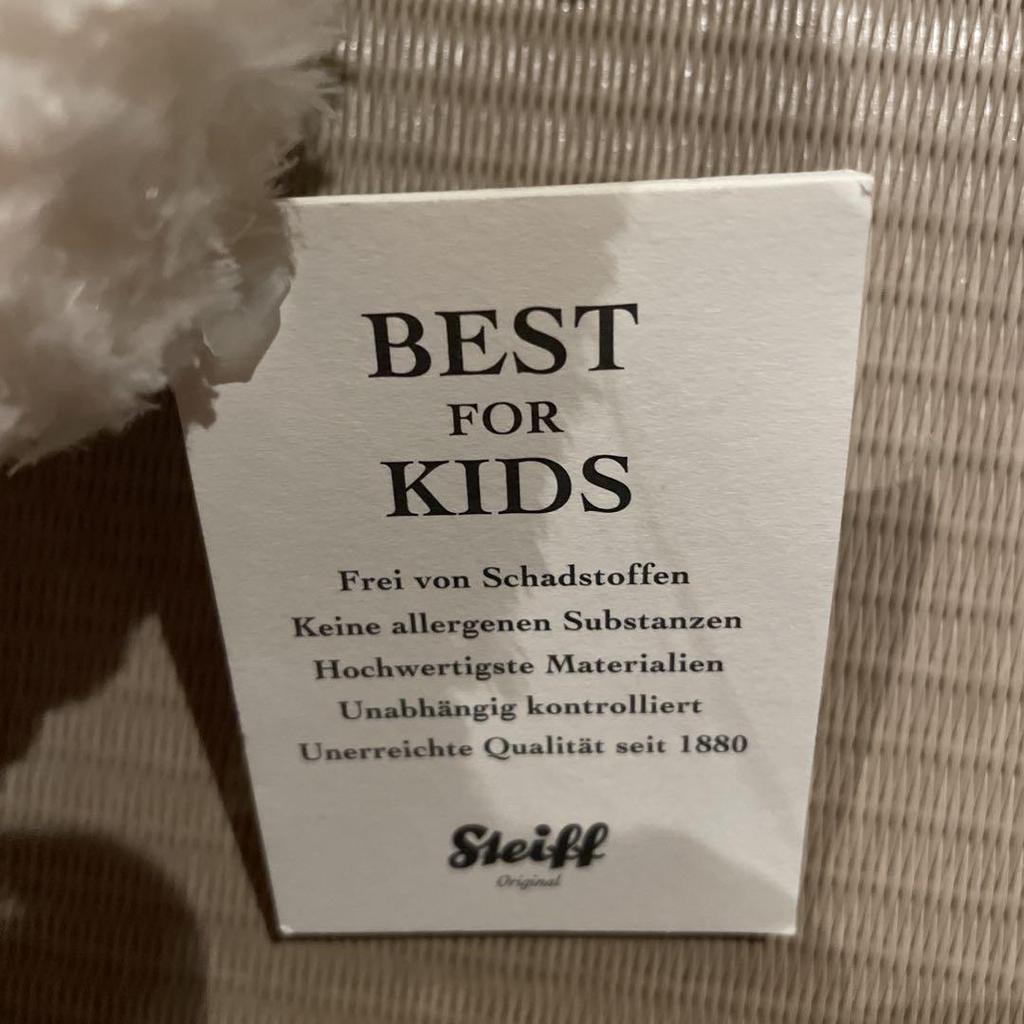 BEST
FOR
KIDS
Frei von Schadstoffen
Keine allergenen Substanzen
Hochwertigste Materialien
Unabhängig kontrolliert
Unerreichte Qualität seit 1880
Steiff
Original